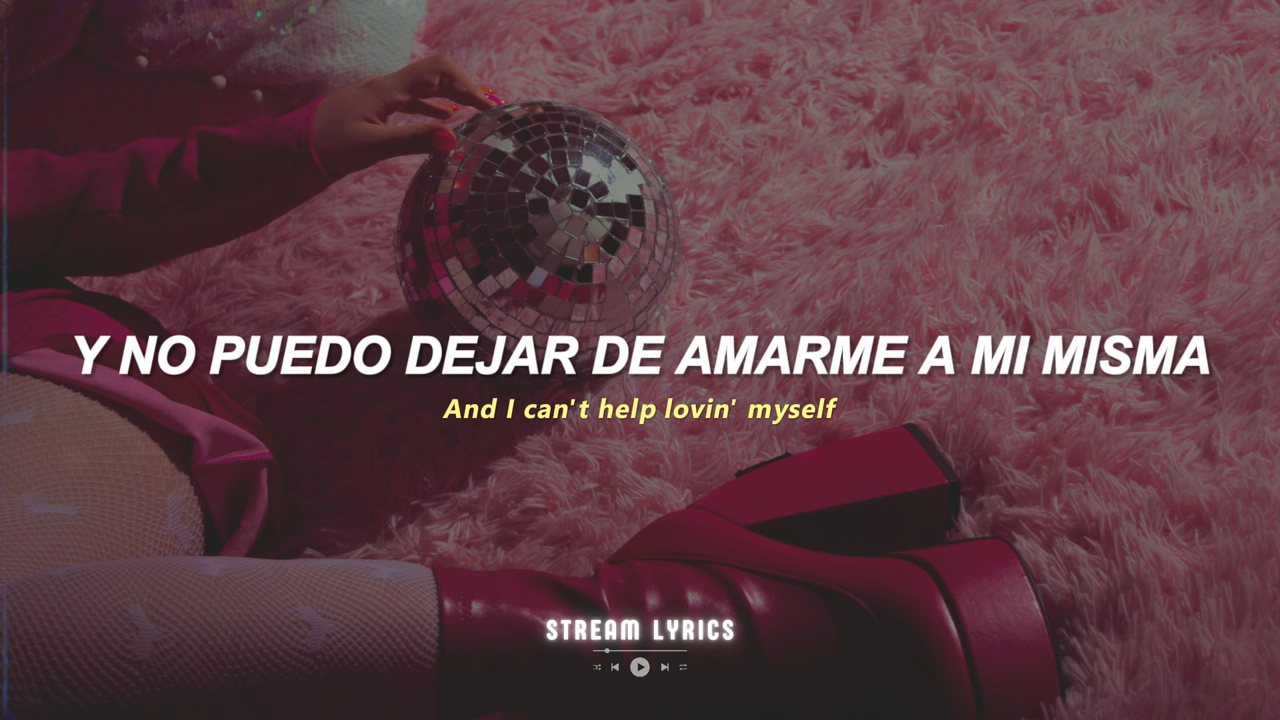 Y NO PUEDO DEJAR DE AMARME A MI MISMA
And I can't help lovin' myself
STREAM LYRICS